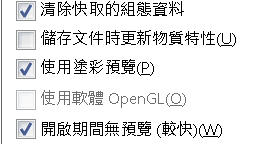 清除快取的組態資料
儲存文件時更新物質特性(U)
使用塗彩預覽(P)
使用軟體 OpenGL(O)
開啟期間無預覽 (較快)(W)